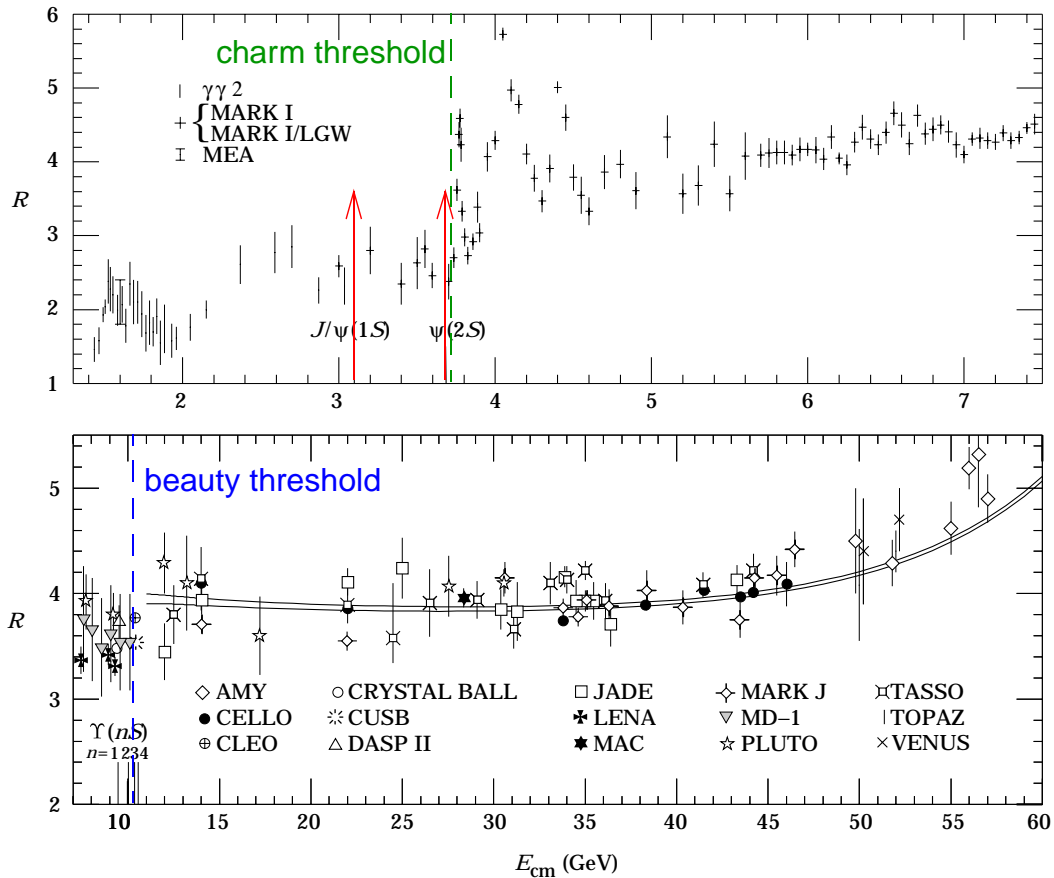 6
charm threshold
γγ 2
5
MARK I
MARK I/LGW
MEA
4
R
3
2
J/ψ(1S)
ψ(2S)
1
2
3
4
5
6
7
beauty threshold
5
4
R
3
AMY
CRYSTAL BALL
JADE
MARK J
TASSO
CELLO
CUSB
LENA
MD–1
TOPAZ
CLEO
DASP II
MAC
PLUTO
VENUS
ϒ(nS)
n=1234
2
10
15
20
25
30
35
40
45
50
55
60
Ecm (GeV)